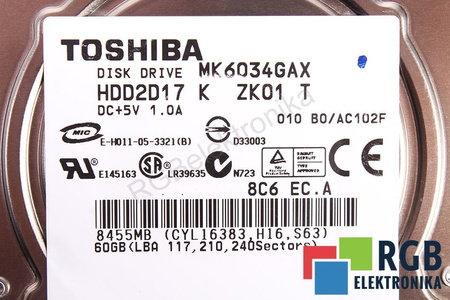 TOSHIBA
DISK DRIVE MK6034GAX
HDD2D17 K ZK01 T
DC+5V 1.0A
010 B0/AC102F
MIC
E-H011-05-3321(B)
D33003
E145163
LR39635
N723
8C6 EC.A
8455MB (CYL16383,H16,S63)
60GB(LBA 117,210,240Sectors)
RGBelektronika
RGB
ELEKTRONIKA